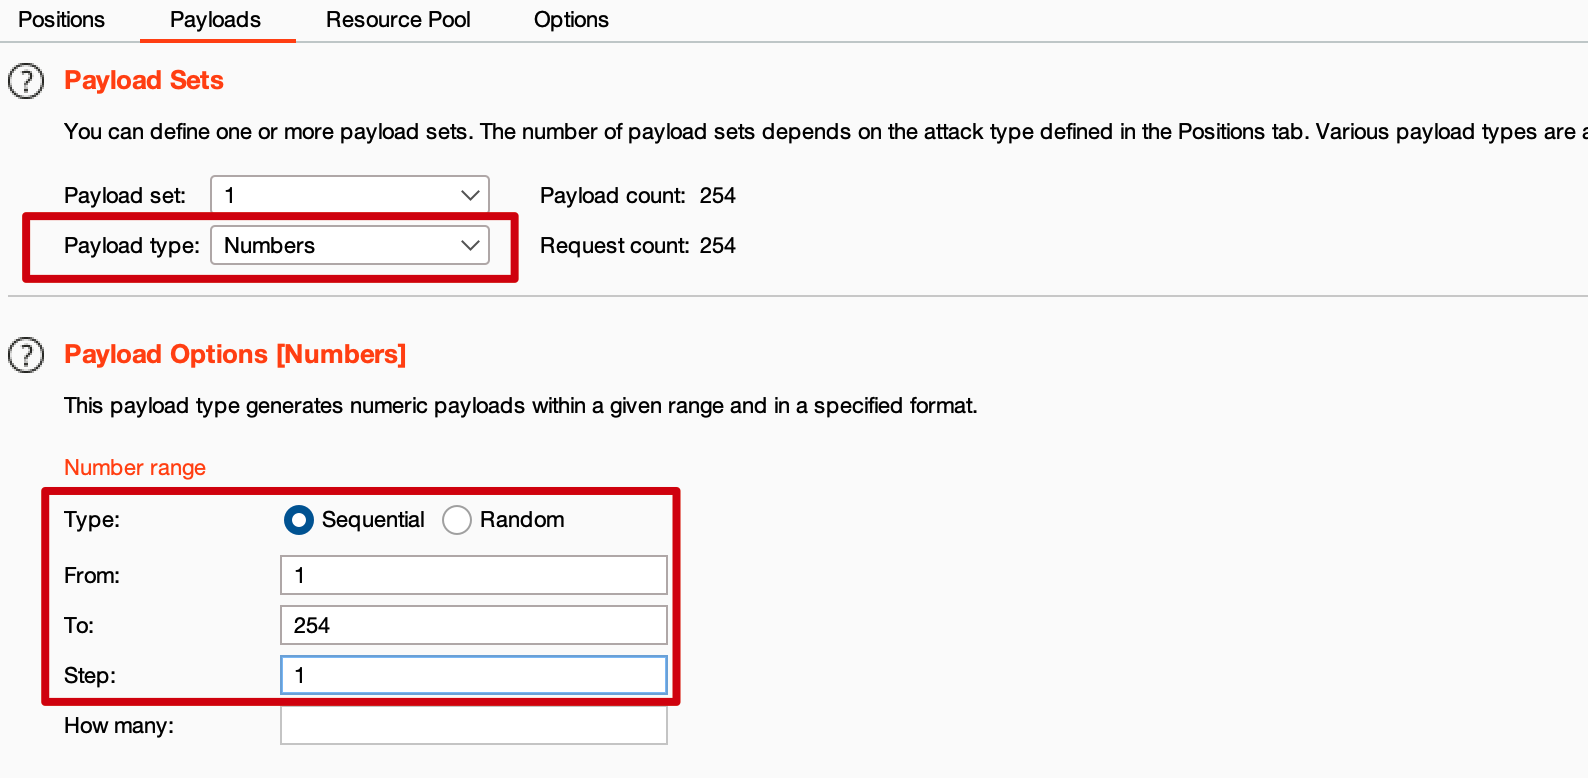 Positions Payloads Resource Pool Options
Payload Sets
You can define one or more payload sets. The number of payload sets depends on the attack type defined in the Positions tab. Various payload types are a
Payload set: 1 Payload count: 254
Payload type: Numbers Request count: 254
Payload Options [Numbers]
This payload type generates numeric payloads within a given range and in a specified format.
Number range
Type: Sequential Random
From: 1
To: 254
Step: 1
How many: